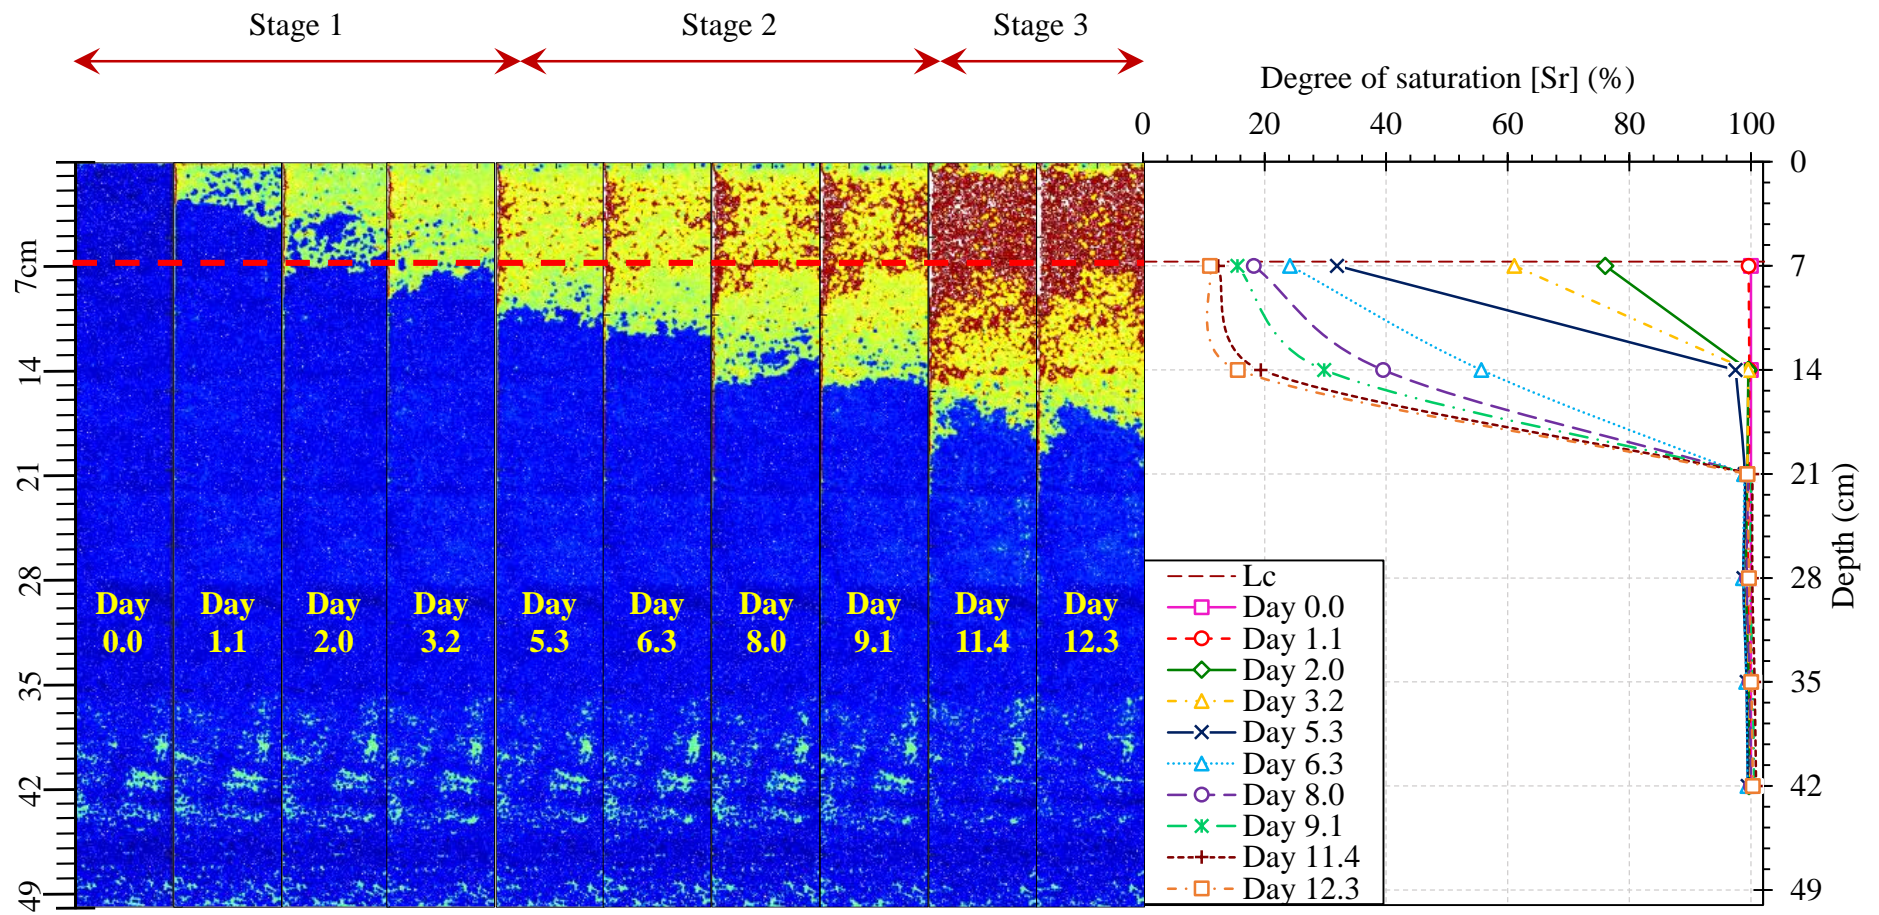 Stage 1
Stage 2
Stage 3
Degree of saturation [Sr] (%)
0 20 40 60 80 100
7cm
14
21
28
35
42
49
Day 0.0
Day 1.1
Day 2.0
Day 3.2
Day 5.3
Day 6.3
Day 8.0
Day 9.1
Day 11.4
Day 12.3
0
7
14
21
28
35
42
49
Depth (cm)
Lc
Day 0.0
Day 1.1
Day 2.0
Day 3.2
Day 5.3
Day 6.3
Day 8.0
Day 9.1
Day 11.4
Day 12.3